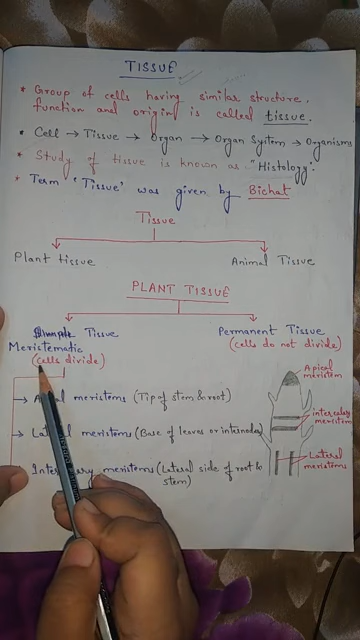 TISSUE
* Group of cells having similar structure,
function and origin is called tissue.
* Cell → Tissue → Organ → Organ System → Organisms
* Study of tissue is known as "Histology".
* Term 'Tissue' was given by Bichat
Tissue
Plant tissue Animal Tissue
PLANT TISSUE
Tissue Permanent Tissue
Meristematic (cells do not divide)
(cells divide)
Apical meristem
→ meristems (Tip of stem & root)
intercalary meristem
→ meristems (Base of leaves or internodes)
→ meristems (Lateral side of root & stem)
Lateral meristems